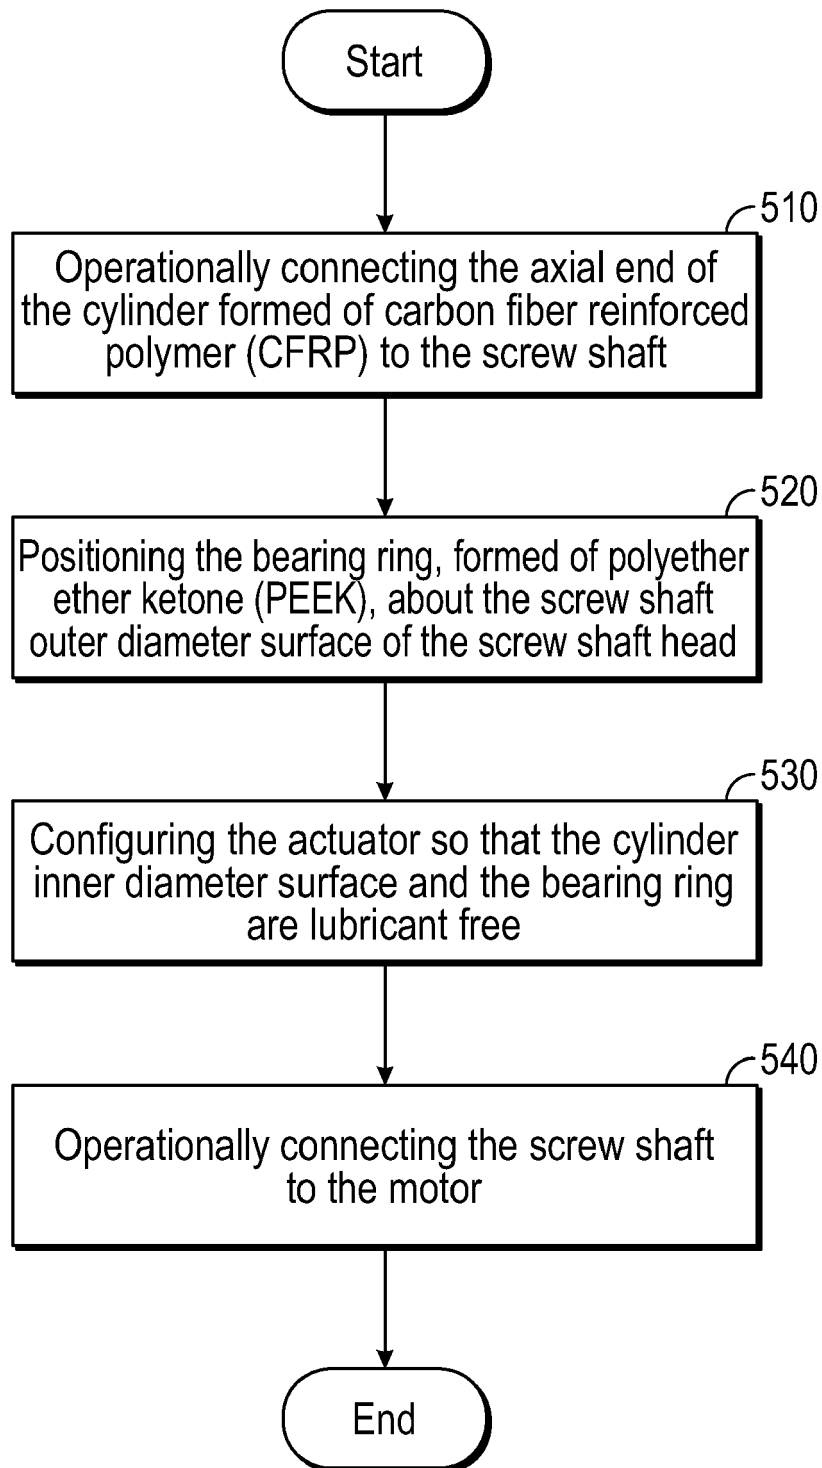 Start
510
Operationally connecting the axial end of
the cylinder formed of carbon fiber reinforced
polymer (CFRP) to the screw shaft
520
Positioning the bearing ring, formed of polyether
ether ketone (PEEK), about the screw shaft
outer diameter surface of the screw shaft head
530
Configuring the actuator so that the cylinder
inner diameter surface and the bearing ring
are lubricant free
540
Operationally connecting the screw shaft
to the motor
End